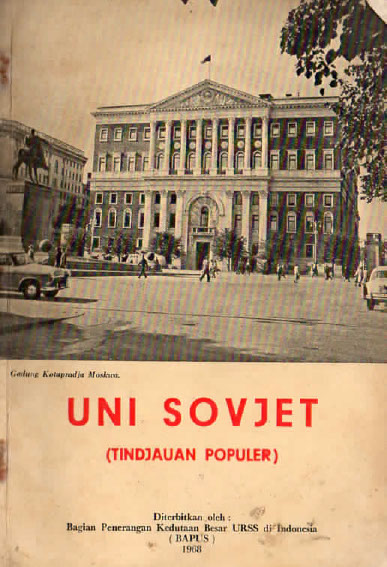 Gedung Kotapradja Moskwa.
UNI SOVJET
(TINDJAUAN POPULER)
Diterbitkan oleh :
Bagian Penerangan Kedutaan Besar URSS di Indonesia
( BAPUS )
1968